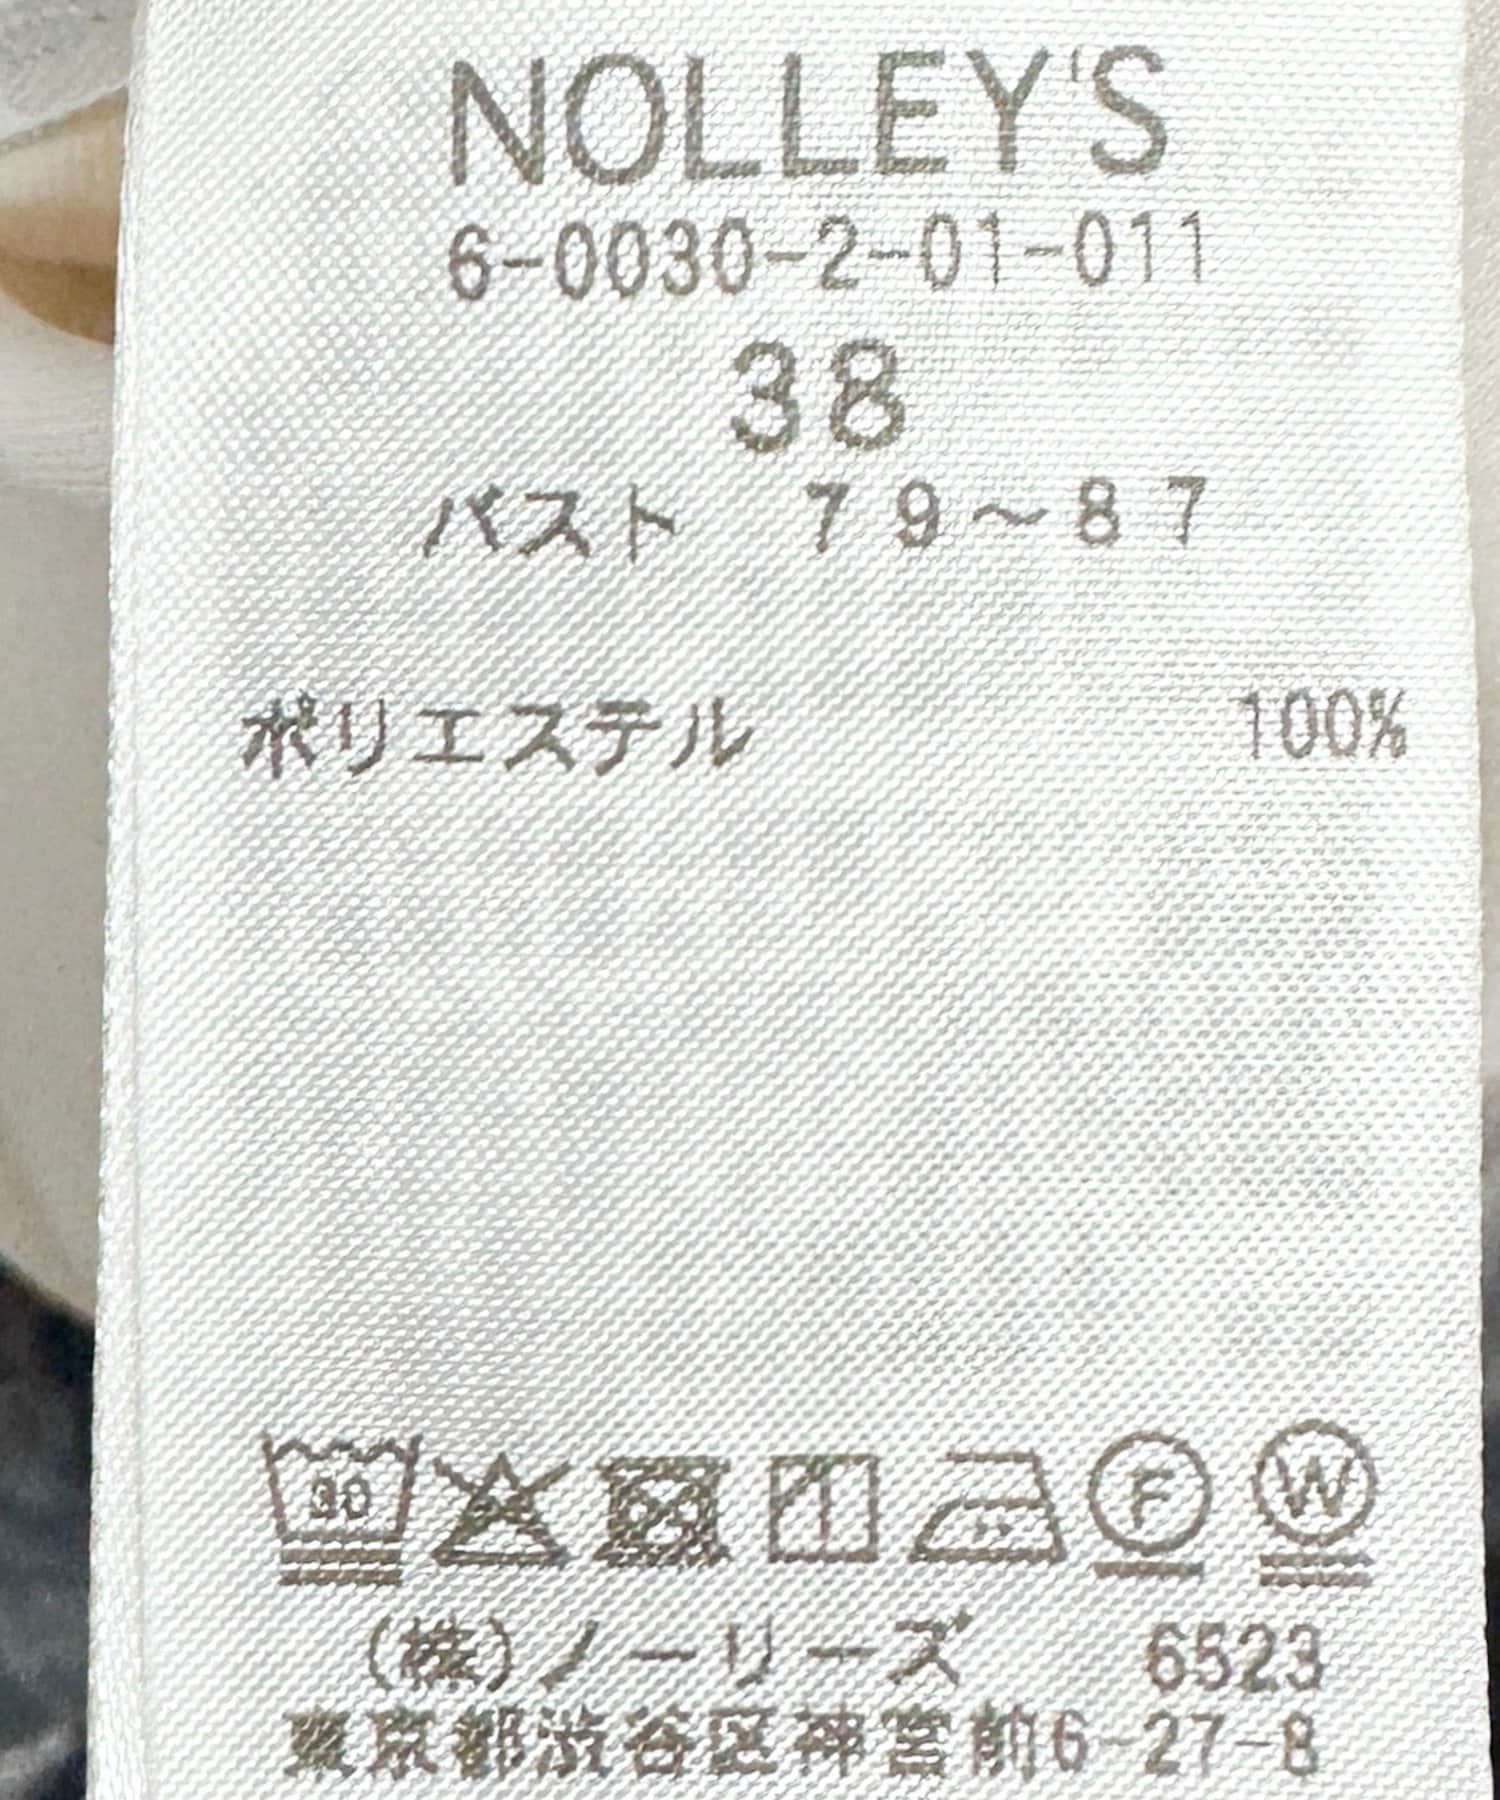 NOLLEY'S
6-0030-2-01-011
38
バスト 79～87
ポリエステル 100%
30 F W
(株)ノーリーズ 6523
東京都渋谷区神宮前6-27-8